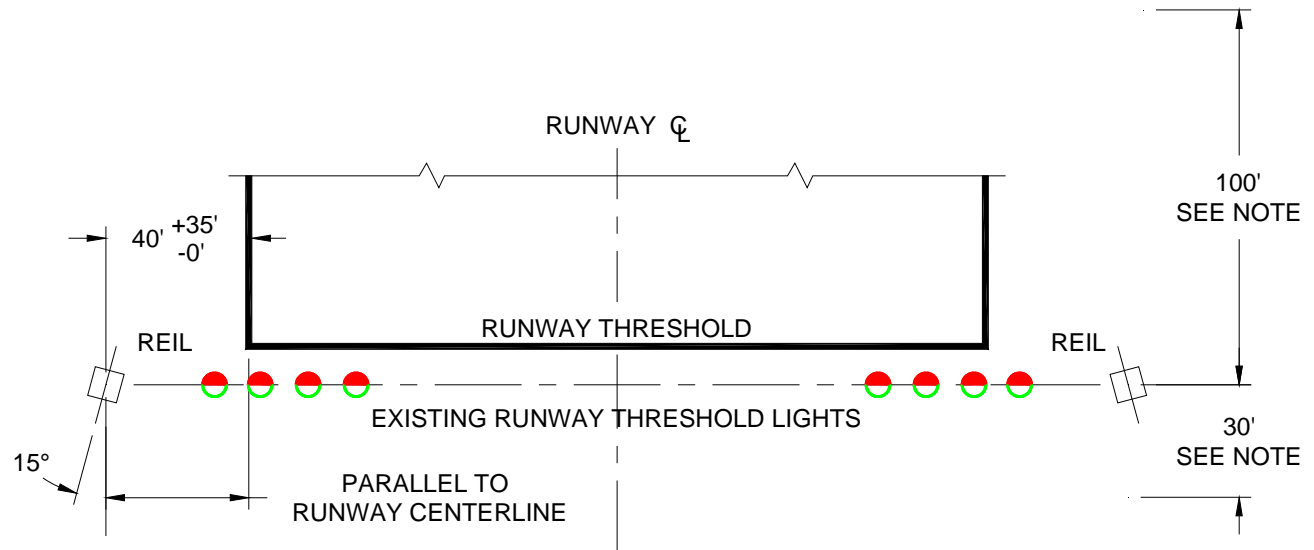 RUNWAY ℄
100'
SEE NOTE
40' +35'
-0'
RUNWAY THRESHOLD
REIL
REIL
EXISTING RUNWAY THRESHOLD LIGHTS
30'
SEE NOTE
15°
PARALLEL TO
RUNWAY CENTERLINE